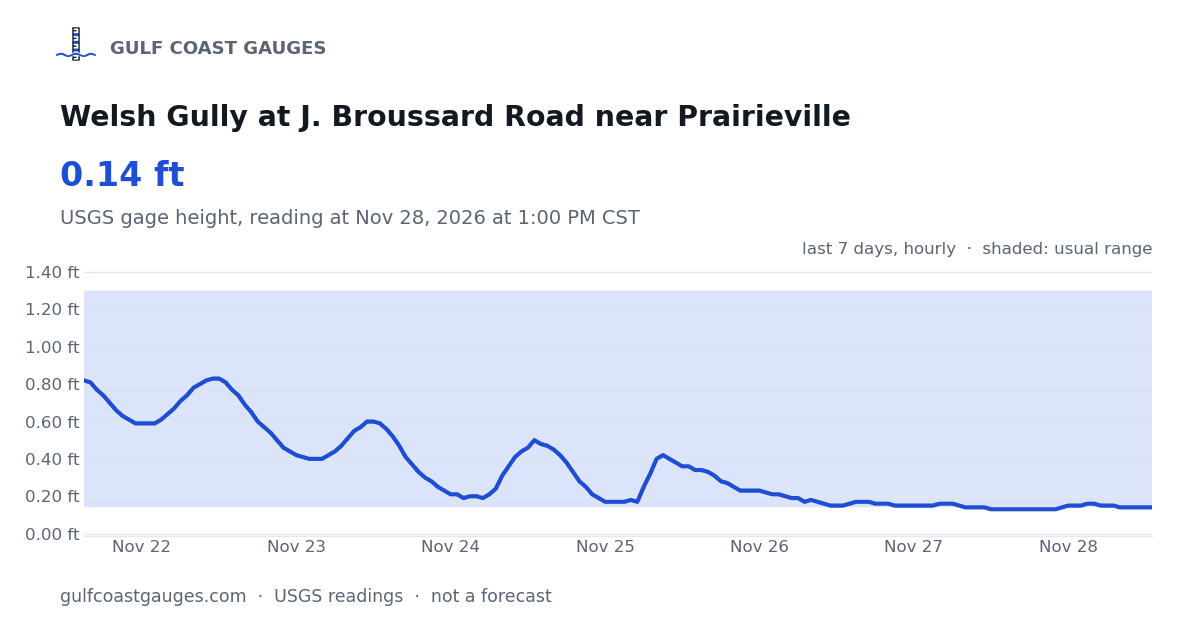 GULF COAST GAUGES
Welsh Gully at J. Broussard Road near Prairieville
0.14 ft
USGS gage height, reading at Nov 28, 2026 at 1:00 PM CST
last 7 days, hourly · shaded: usual range
1.40 ft
1.20 ft
1.00 ft
0.80 ft
0.60 ft
0.40 ft
0.20 ft
0.00 ft
Nov 22 Nov 23 Nov 24 Nov 25 Nov 26 Nov 27 Nov 28
gulfcoastgauges.com · USGS readings · not a forecast